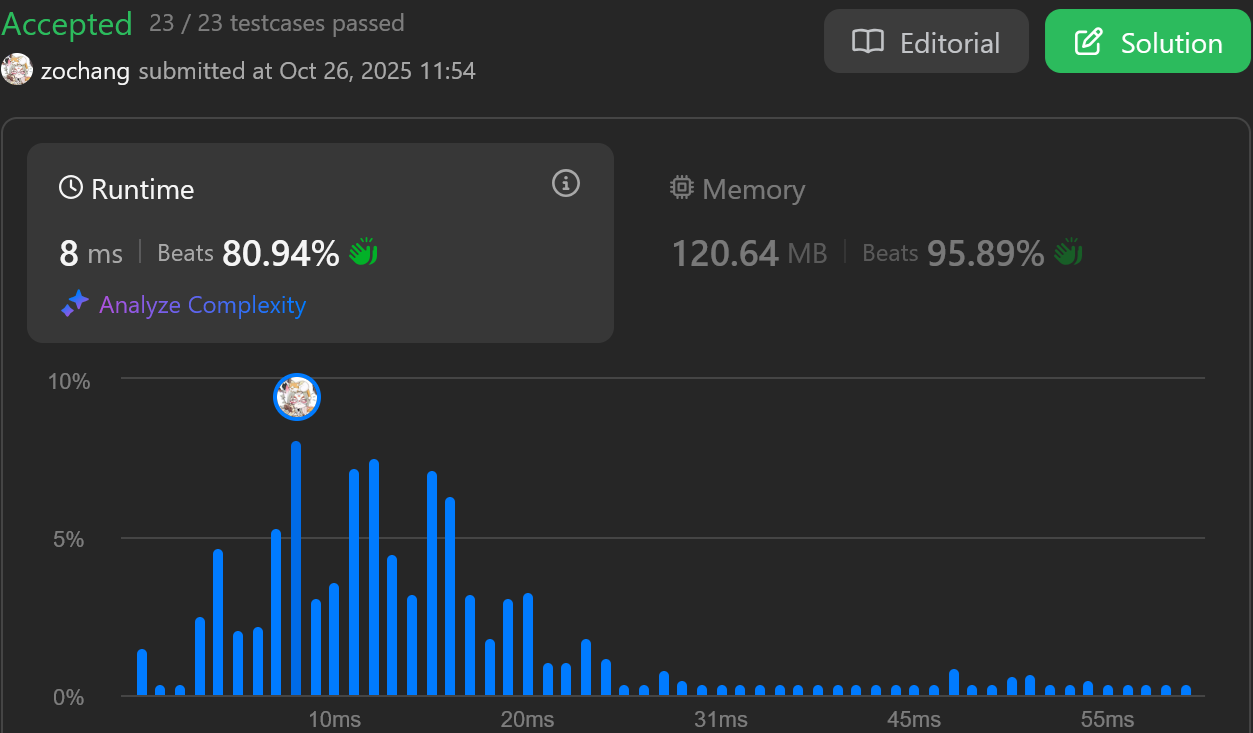 Accepted 23 / 23 testcases passed
Editorial
Solution
zochang submitted at Oct 26, 2025 11:54
Runtime
8 ms | Beats 80.94%
Analyze Complexity
Memory
120.64 MB | Beats 95.89%
10%
5%
0%
10ms 20ms 31ms 45ms 55ms